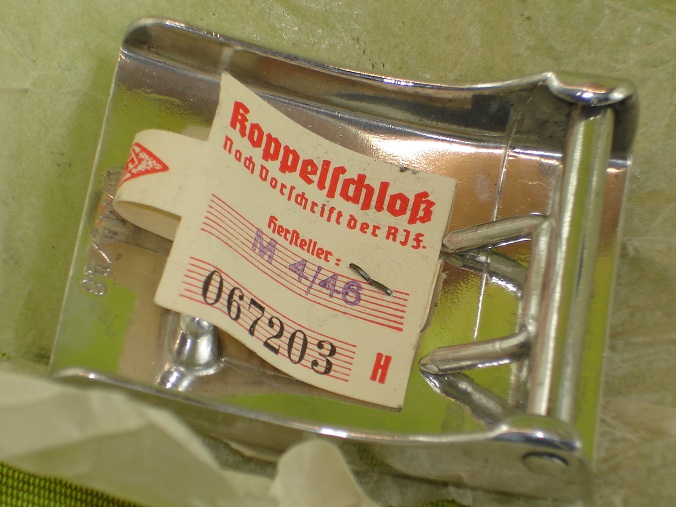 Koppelschloß
Nach Vorschrift der RJF.
Hersteller:
M 4/46
067203 H